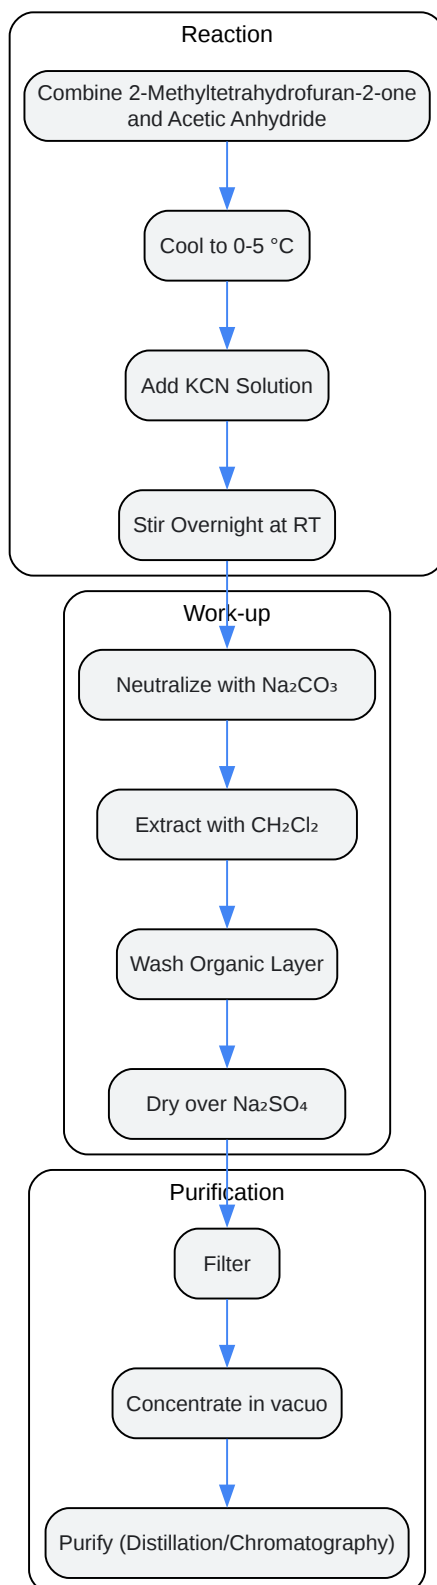 Reaction
Combine 2-Methyltetrahydrofuran-2-one
and Acetic Anhydride
Cool to 0-5 °C
Add KCN Solution
Stir Overnight at RT
Work-up
Neutralize with Na₂CO₃
Extract with CH₂Cl₂
Wash Organic Layer
Dry over Na₂SO₄
Purification
Filter
Concentrate in vacuo
Purify (Distillation/Chromatography)